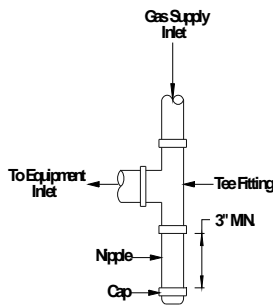 Gas Supply
Inlet
To Equipment
Inlet
Tee Fitting
3" MIN.
Nipple
Cap